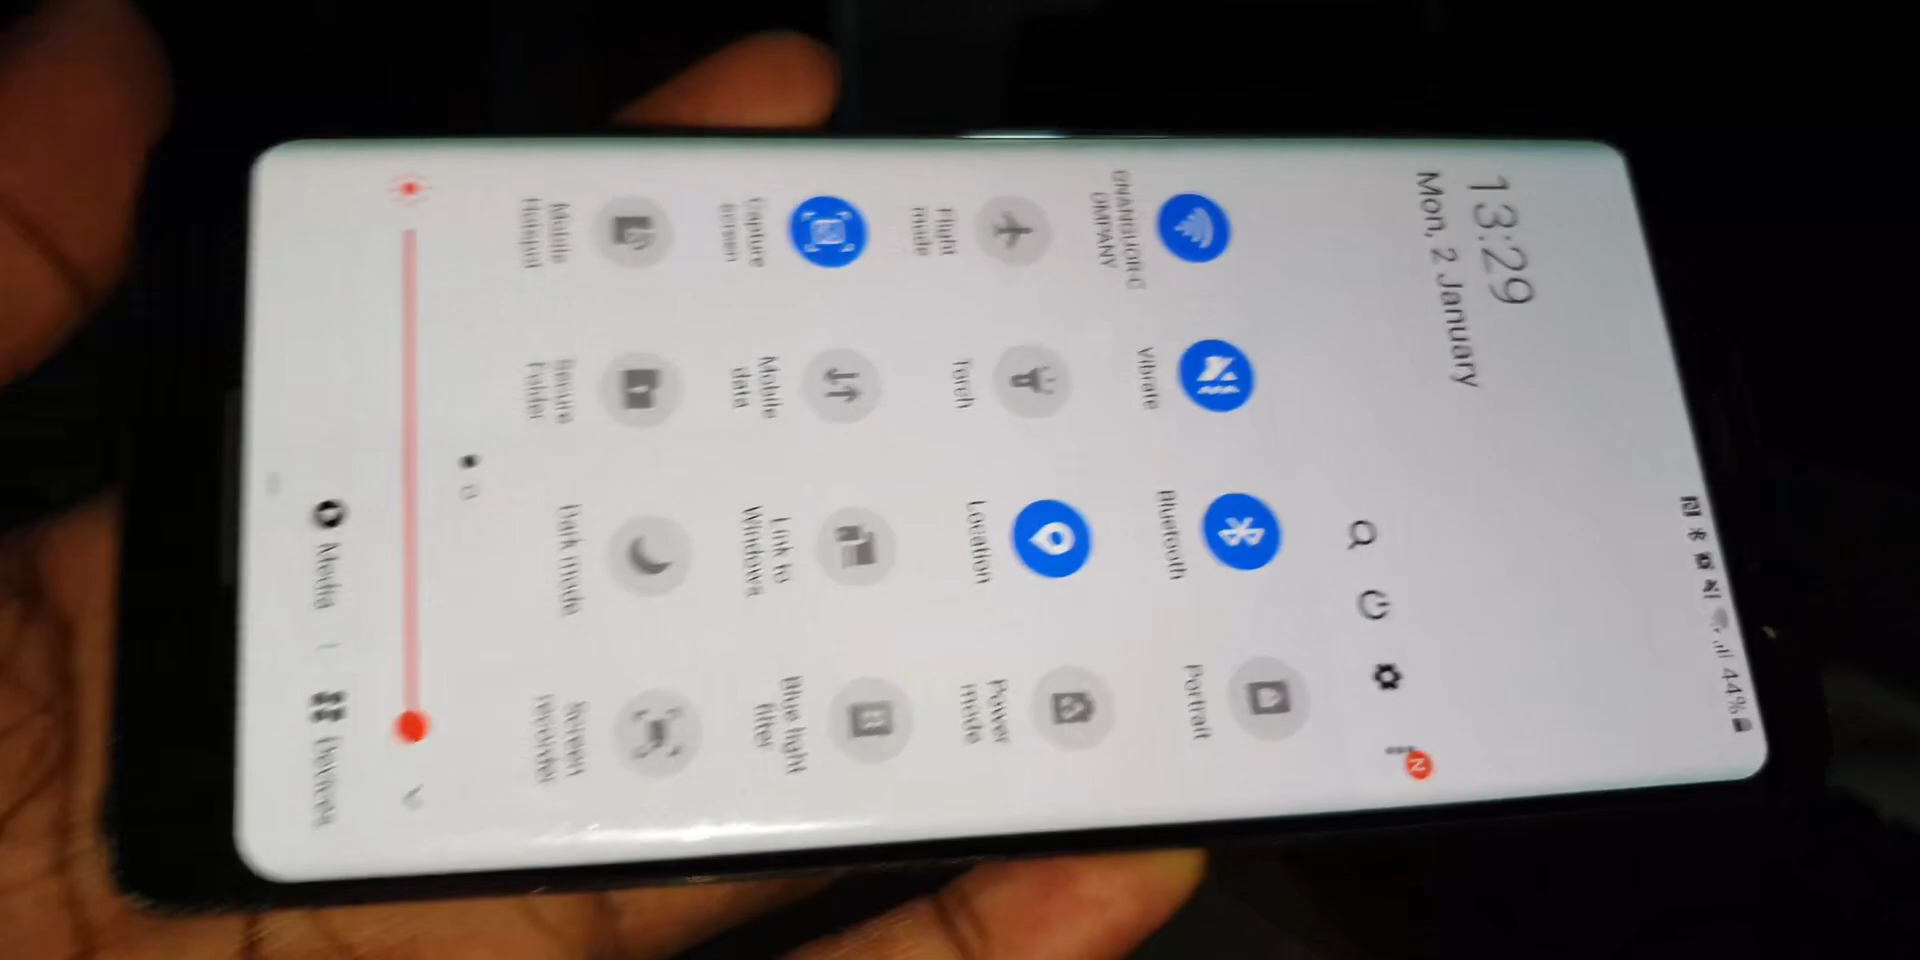 44%
13:29
Mon, 2 January
N
Vibrate
Bluetooth
Portrait
Flight
mode
Torch
Location
Power
mode
Capture
screen
Mobile
data
Link to
Windows
Blue light
filter
Mobile
Hotspot
Secure
Folder
Dark mode
Screen
recorder
Media
Devices